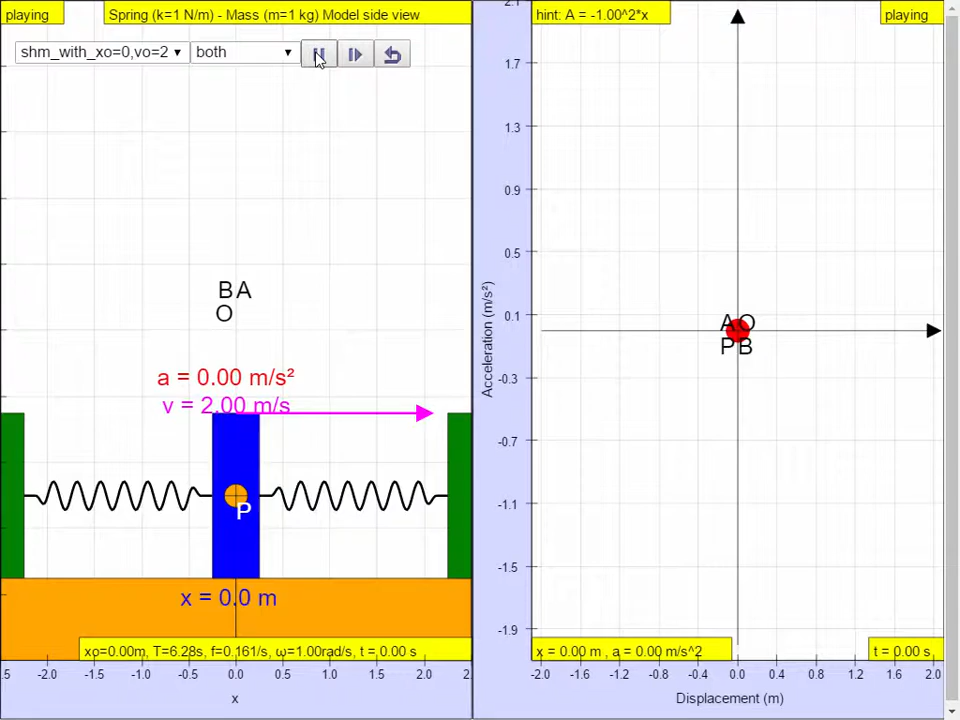 playing
Spring (k=1 N/m) - Mass (m=1 kg) Model side view
shm_with_xo=0,vo=2
both
B A
O
a = 0.00 m/s²
v = 2.00 m/s
P
x = 0.0 m
xo=0.00m, T=6.28s, f=0.161/s, ω=1.00rad/s, t = 0.00 s
.5 -2.0 -1.5 -1.0 -0.5 0.0 0.5 1.0 1.5 2.0 2
x
hint: A = -1.00^2*x
playing
2.1
1.7
1.3
0.9
0.5
0.1
-0.3
-0.7
-1.1
-1.5
-1.9
Acceleration (m/s²)
A O
P B
x = 0.00 m , a = 0.00 m/s^2
t = 0.00 s
-2.0 -1.6 -1.2 -0.8 -0.4 0.0 0.4 0.8 1.2 1.6 2.0
Displacement (m)